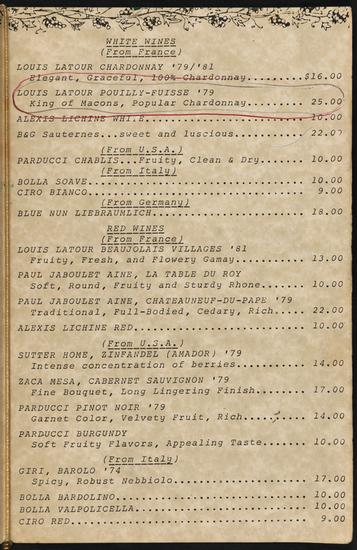 WHITE WINES
(From France)
LOUIS LATOUR CHARDONNAY '79/'81
Elegant, Graceful, 100% Chardonnay........$16.00
LOUIS LATOUR POUILLY-FUISSE '79
King of Macons, Popular Chardonnay........ 25.00
ALEXIS LICHINE WHITE...................... 10.00
B&G Sauternes...sweet and luscious........ 22.00
(From U.S.A.)
PARDUCCI CHABLIS...Fruity, Clean & Dry...... 10.00
(From Italy)
BOLLA SOAVE................................. 10.00
CIRO BIANCO................................. 9.00
(From Germany)
BLUE NUN LIEBRAUMLICH....................... 18.00
RED WINES
(From France)
LOUIS LATOUR BEAUJOLAIS VILLAGES '81
Fruity, Fresh, and Flowery Gamay.......... 13.00
PAUL JABOULET AINE, LA TABLE DU ROY
Soft, Round, Fruity and Sturdy Rhone...... 10.00
PAUL JABOULET AINE, CHATEAUNEUF-DU-PAPE '79
Traditional, Full-Bodied, Cedary, Rich.... 22.00
ALEXIS LICHINE RED.......................... 10.00
(From U.S.A.)
SUTTER HOME, ZINFANDEL (AMADOR) '79
Intense concentration of berries.......... 14.00
ZACA MESA, CABERNET SAUVIGNON '79
Fine Bouquet, Long Lingering Finish....... 17.00
PARDUCCI PINOT NOIR '79
Garnet Color, Velvety Fruit, Rich......... 14.00
PARDUCCI BURGUNDY
Soft Fruity Flavors, Appealing Taste...... 10.00
(From Italy)
GIRI, BAROLO '74
Spicy, Robust Nebbiolo.................... 17.00
BOLLA BARDOLINO............................. 10.00
BOLLA VALPOLICELLA.......................... 10.00
CIRO RED.................................... 9.00